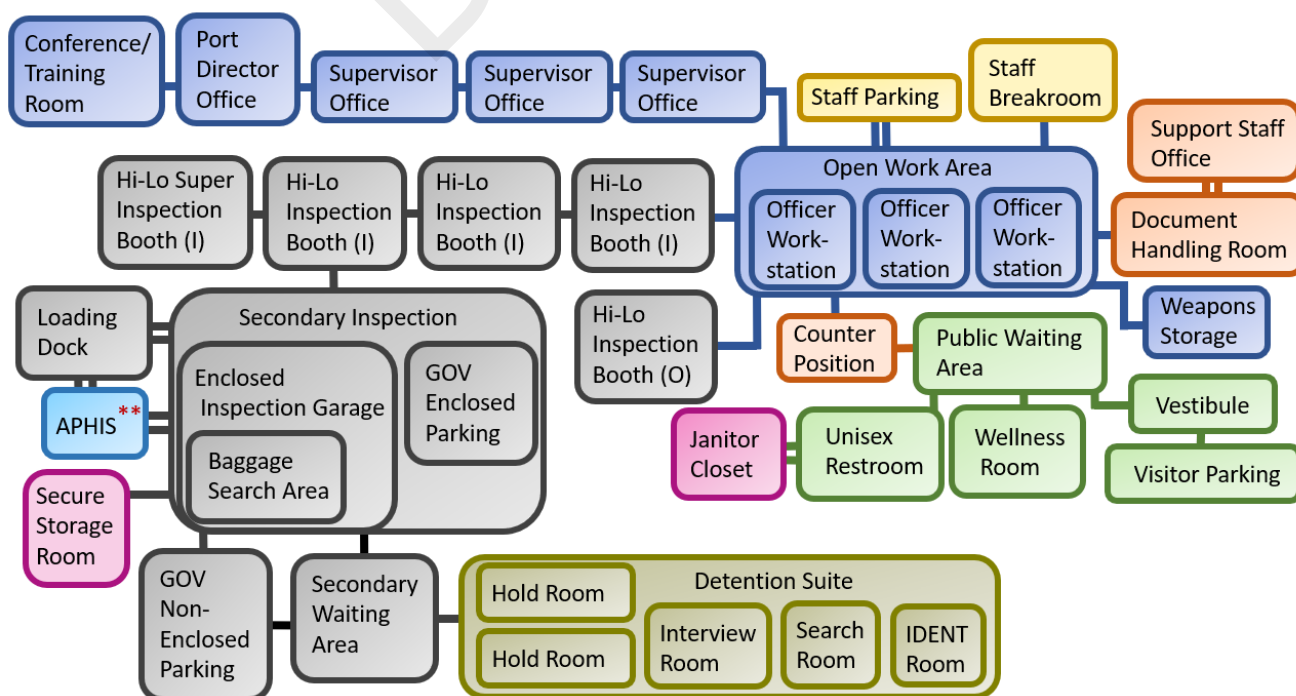 Conference/
Training
Room
Port
Director
Office
Supervisor
Office
Supervisor
Office
Supervisor
Office
Staff Parking
Staff
Breakroom
Support Staff
Office
Hi-Lo Super
Inspection
Booth (I)
Hi-Lo
Inspection
Booth (I)
Hi-Lo
Inspection
Booth (I)
Hi-Lo
Inspection
Booth (I)
Open Work Area
Officer
Work-
station
Officer
Work-
station
Officer
Work-
station
Document
Handling Room
Loading
Dock
Secondary Inspection
Hi-Lo
Inspection
Booth (O)
Counter
Position
Public Waiting
Area
Weapons
Storage
Enclosed
Inspection Garage
GOV
Enclosed
Parking
APHIS**
Baggage
Search Area
Janitor
Closet
Unisex
Restroom
Wellness
Room
Vestibule
Visitor Parking
Secure
Storage
Room
GOV
Non-
Enclosed
Parking
Secondary
Waiting
Area
Detention Suite
Hold Room
Hold Room
Interview
Room
Search
Room
IDENT
Room